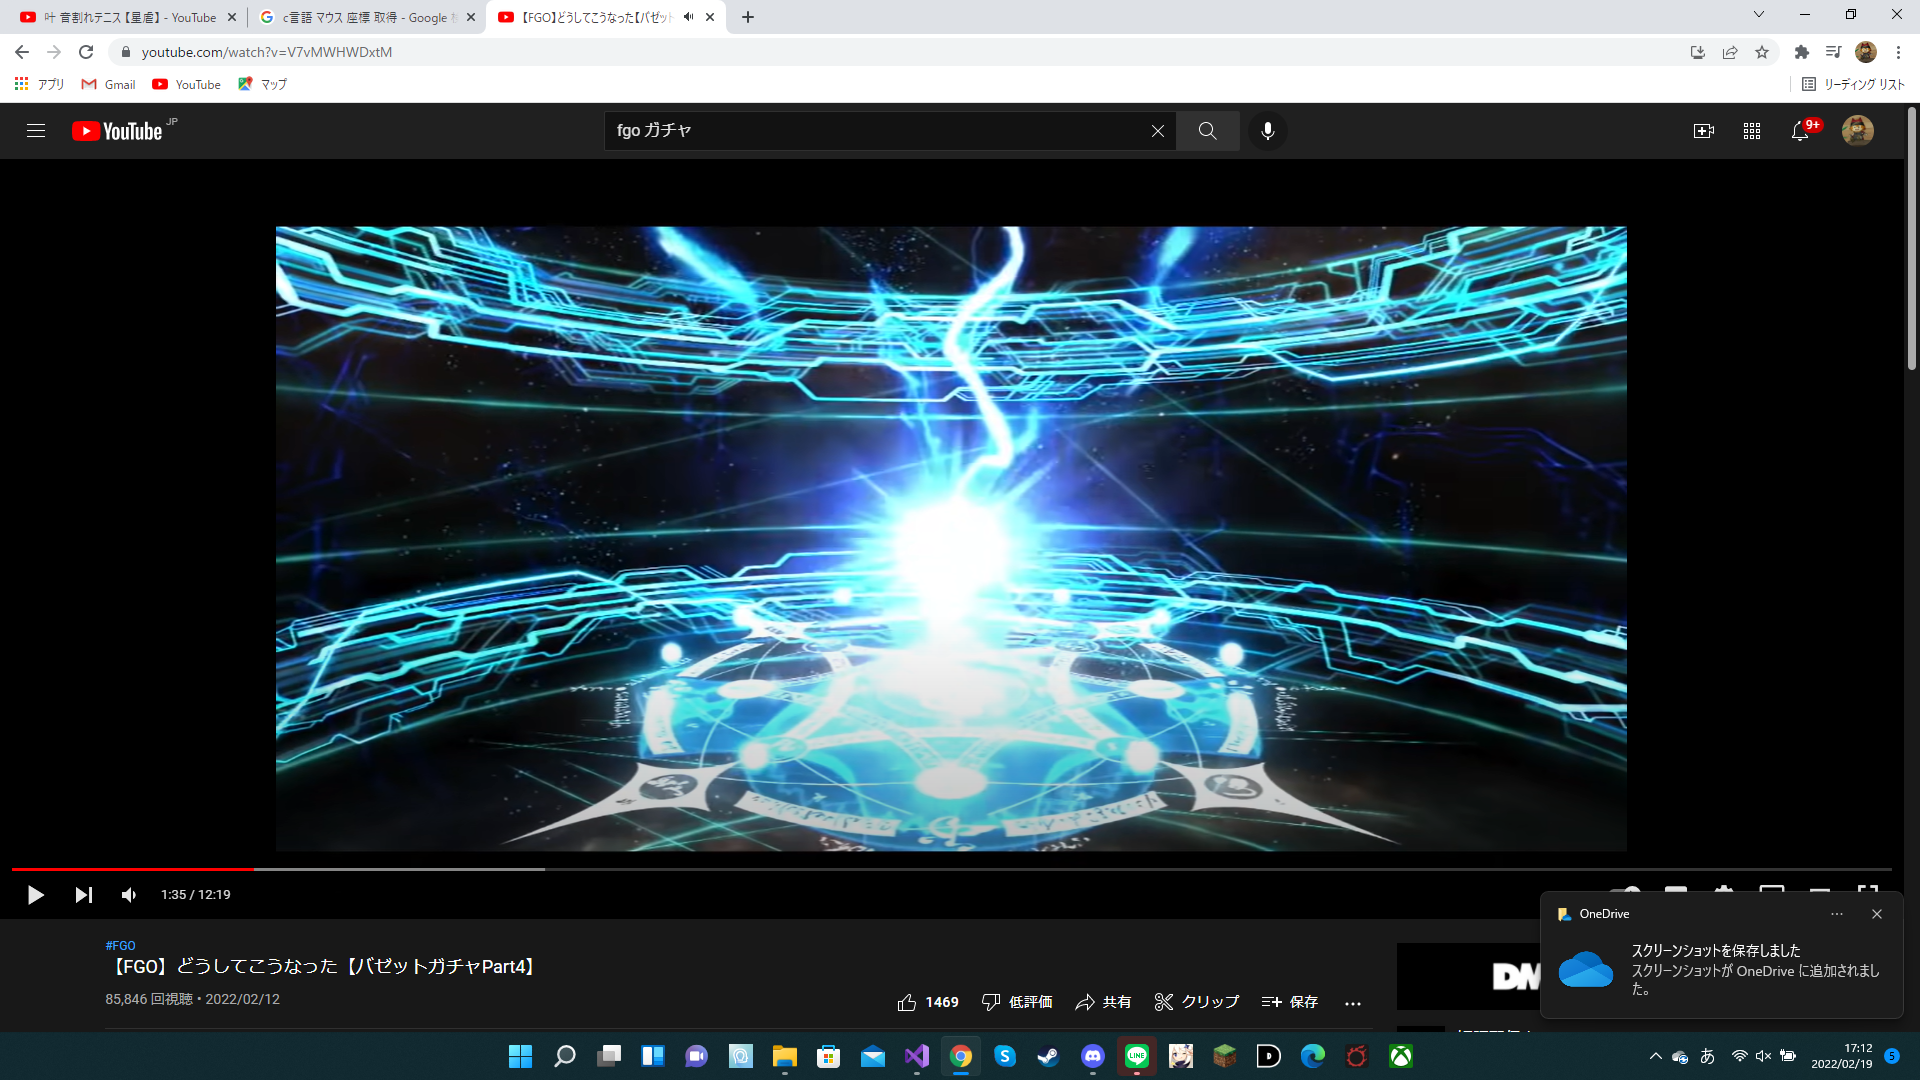 叶 音割れテニス【星虐】 - YouTube
c言語 マウス 座標 取得 - Google
【FGO】どうしてこうなった【バゼット
youtube.com/watch?v=V7vMWHWDxtM
アプリ
Gmail
YouTube
マップ
リーディング リスト
YouTube JP
fgo ガチャ
9+
1:35 / 12:19
#FGO
【FGO】どうしてこうなった【バゼットガチャPart4】
85,846 回視聴・2022/02/12
1469
低評価
共有
クリップ
保存
DM
OneDrive
スクリーンショットを保存しました
スクリーンショットが OneDrive に追加されまし
た。
LINE
あ
17:12
2022/02/19
5